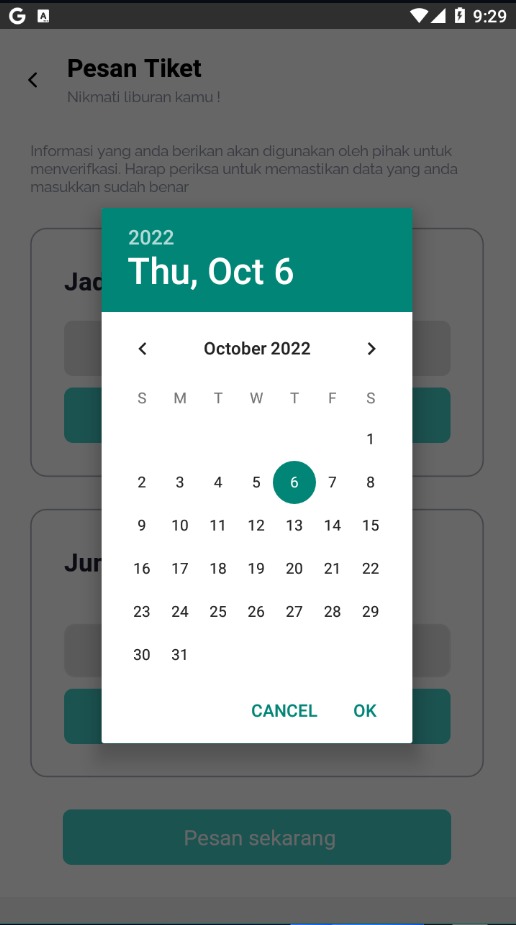 9:29
Pesan Tiket
Nikmati liburan kamu !
Informasi yang anda berikan akan digunakan oleh pihak untuk
menverifkasi. Harap periksa untuk memastikan data yang anda
masukkan sudah benar
2022
Thu, Oct 6
October 2022
S M T W T F S
1
2 3 4 5 6 7 8
9 10 11 12 13 14 15
16 17 18 19 20 21 22
23 24 25 26 27 28 29
30 31
CANCEL OK
Pesan sekarang